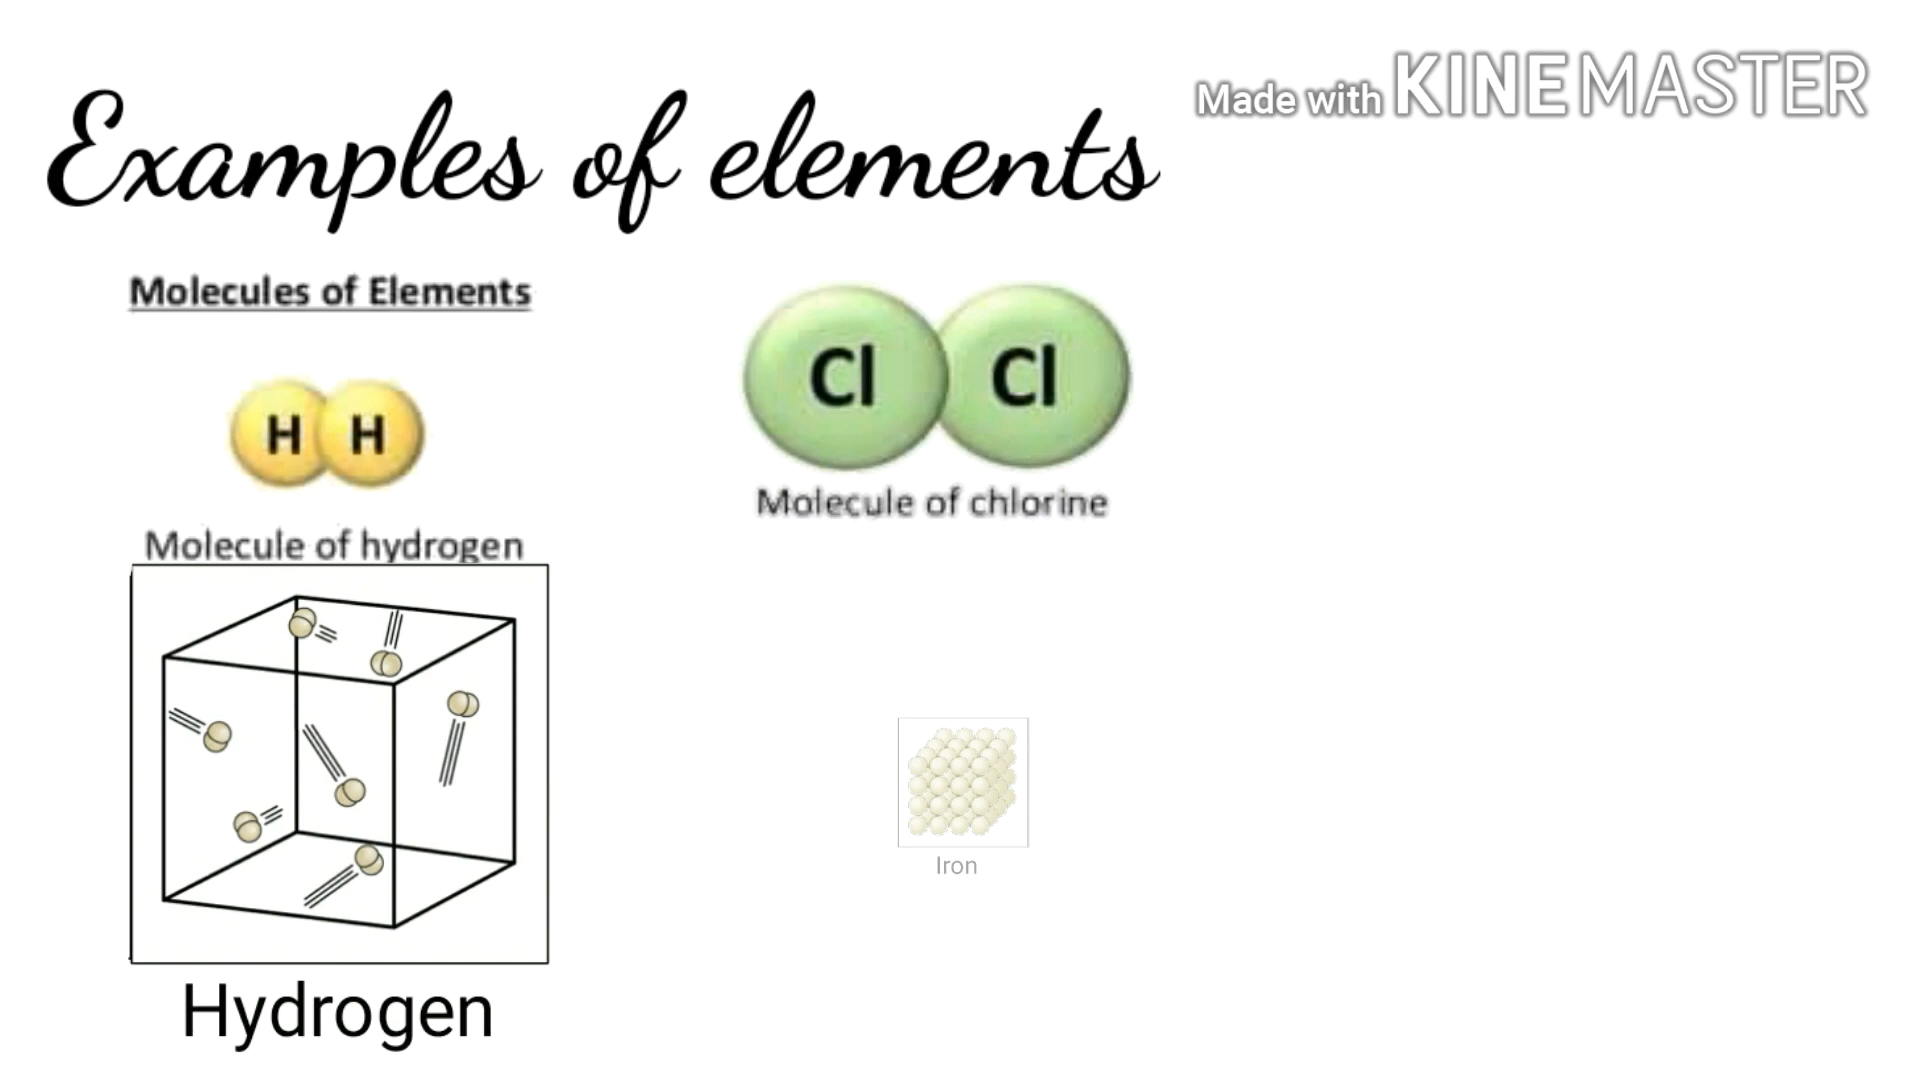 Made with KINEMASTER
Examples of elements
Molecules of Elements
H H
Molecule of hydrogen
Cl Cl
Molecule of chlorine
Hydrogen
Iron